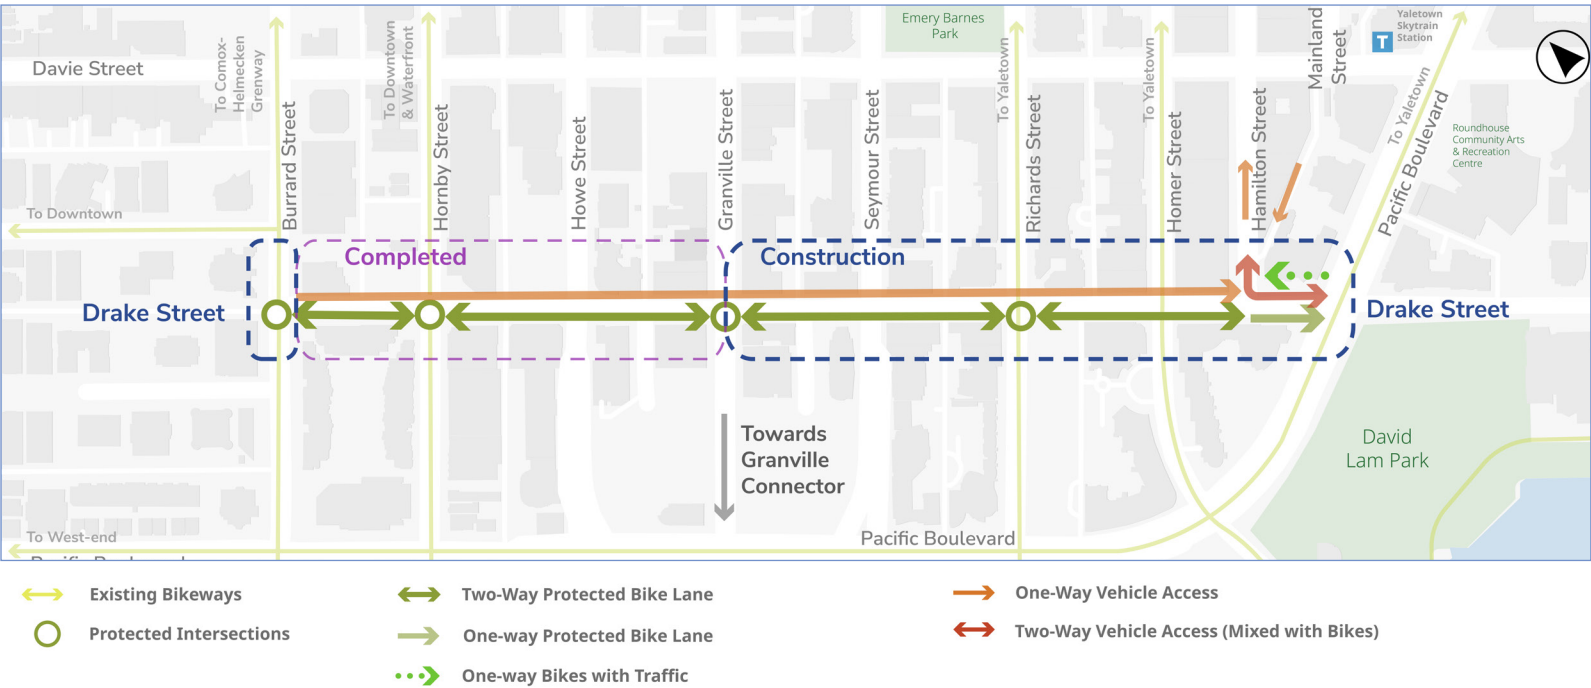 Emery Barnes
Park
Yaletown
Skytrain
Station
T
Davie Street
To Comox-
Helmecken
Grenway
To Downtown
& Waterfront
To Yaletown
To Yaletown
Mainland
Street
To Yaletown
Pacific Boulevard
Roundhouse
Community Arts
& Recreation
Centre
Burrard Street
Hornby Street
Howe Street
Granville Street
Seymour Street
Richards Street
Homer Street
Hamilton Street
To Downtown
Completed
Construction
Drake Street
Drake Street
Towards
Granville
Connector
David
Lam Park
To West-end
Pacific Boulevard
Existing Bikeways
Protected Intersections
Two-Way Protected Bike Lane
One-way Protected Bike Lane
One-way Bikes with Traffic
One-Way Vehicle Access
Two-Way Vehicle Access (Mixed with Bikes)